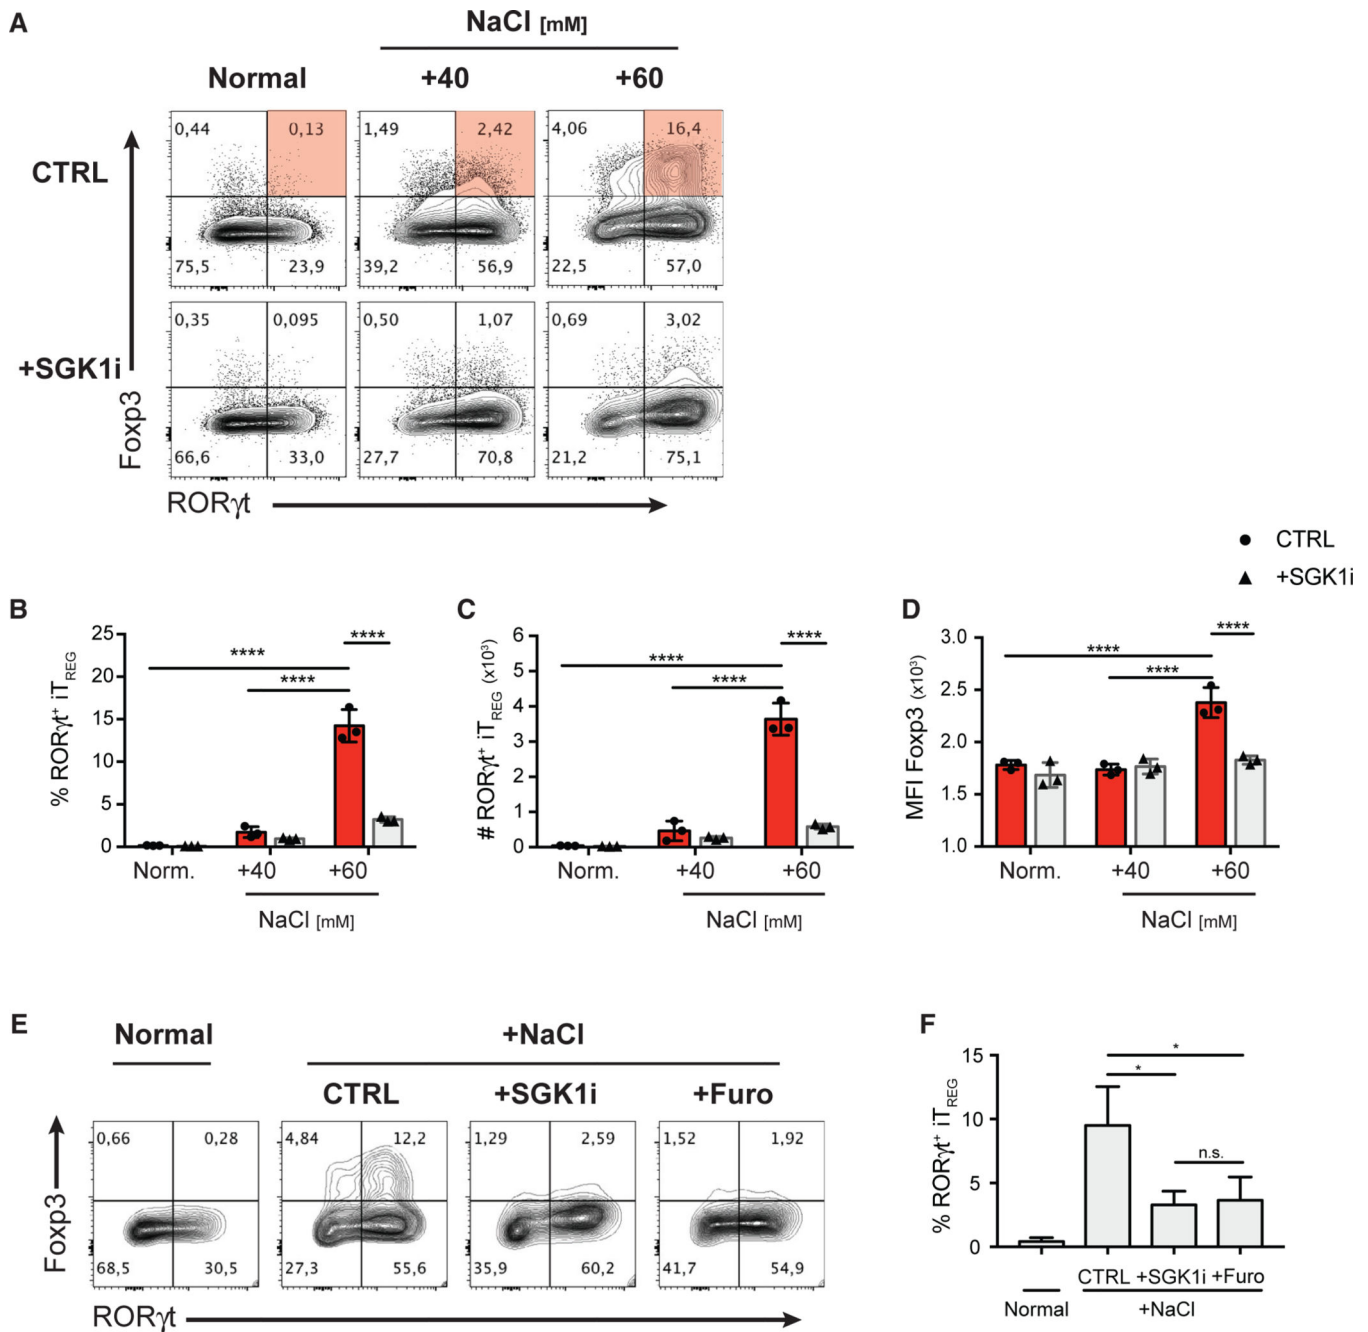 A
NaCl [mM]
Normal +40 +60
CTRL
0,44 0,13 1,49 2,42 4,06 16,4
75,5 23,9 39,2 56,9 22,5 57,0
+SGK1i
0,35 0,095 0,50 1,07 0,69 3,02
66,6 33,0 27,7 70,8 21,2 75,1
Foxp3
RORγt
CTRL
+SGK1i
B
% RORγt⁺ iT_REG
25
20
15
10
5
0
****
****
****
Norm. +40 +60
NaCl [mM]
C
# RORγt⁺ iT_REG (x10³)
6
5
4
3
2
1
0
****
****
****
Norm. +40 +60
NaCl [mM]
D
MFI Foxp3 (x10³)
3.0
2.5
2.0
1.5
1.0
****
****
****
Norm. +40 +60
NaCl [mM]
E
Normal +NaCl
CTRL +SGK1i +Furo
0,66 0,28 4,84 12,2 1,29 2,59 1,52 1,92
68,5 30,5 27,3 55,6 35,9 60,2 41,7 54,9
Foxp3
RORγt
F
% RORγt⁺ iT_REG
15
10
5
0
*
*
n.s.
CTRL +SGK1i +Furo
Normal +NaCl